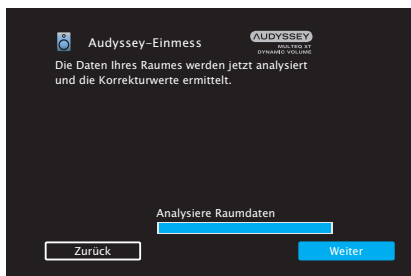 Audyssey-Einmess
AUDYSSEY
MULTEQ XT
DYNAMIC VOLUME
Die Daten Ihres Raumes werden jetzt analysiert
und die Korrekturwerte ermittelt.
Analysiere Raumdaten
Zurück
Weiter